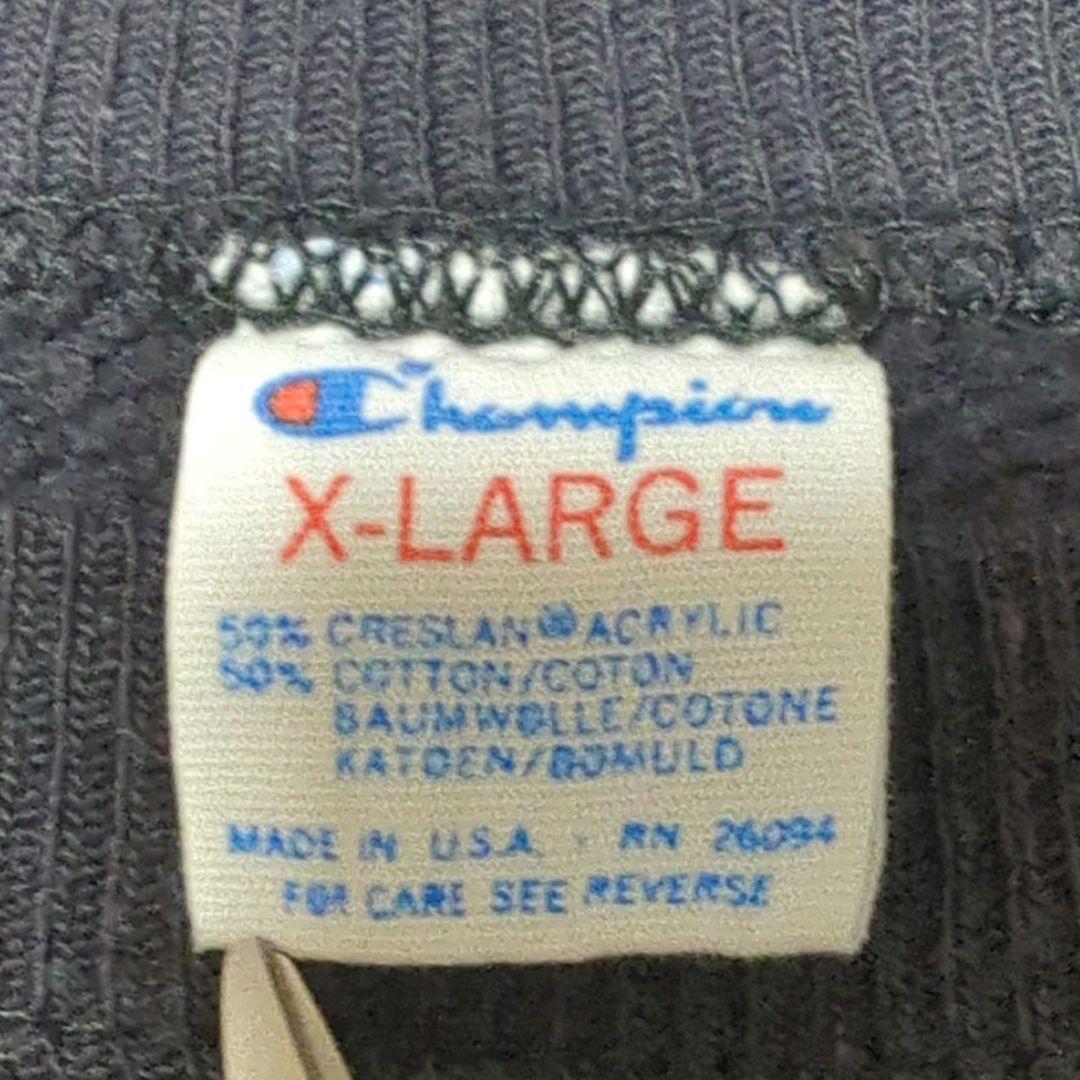 Champion
X-LARGE
50% CRESLAN® ACRYLIC
50% COTTON/COTON
BAUMWOLLE/COTONE
KATOEN/BOMULD
MADE IN U.S.A. · RN 26094
FOR CARE SEE REVERSE